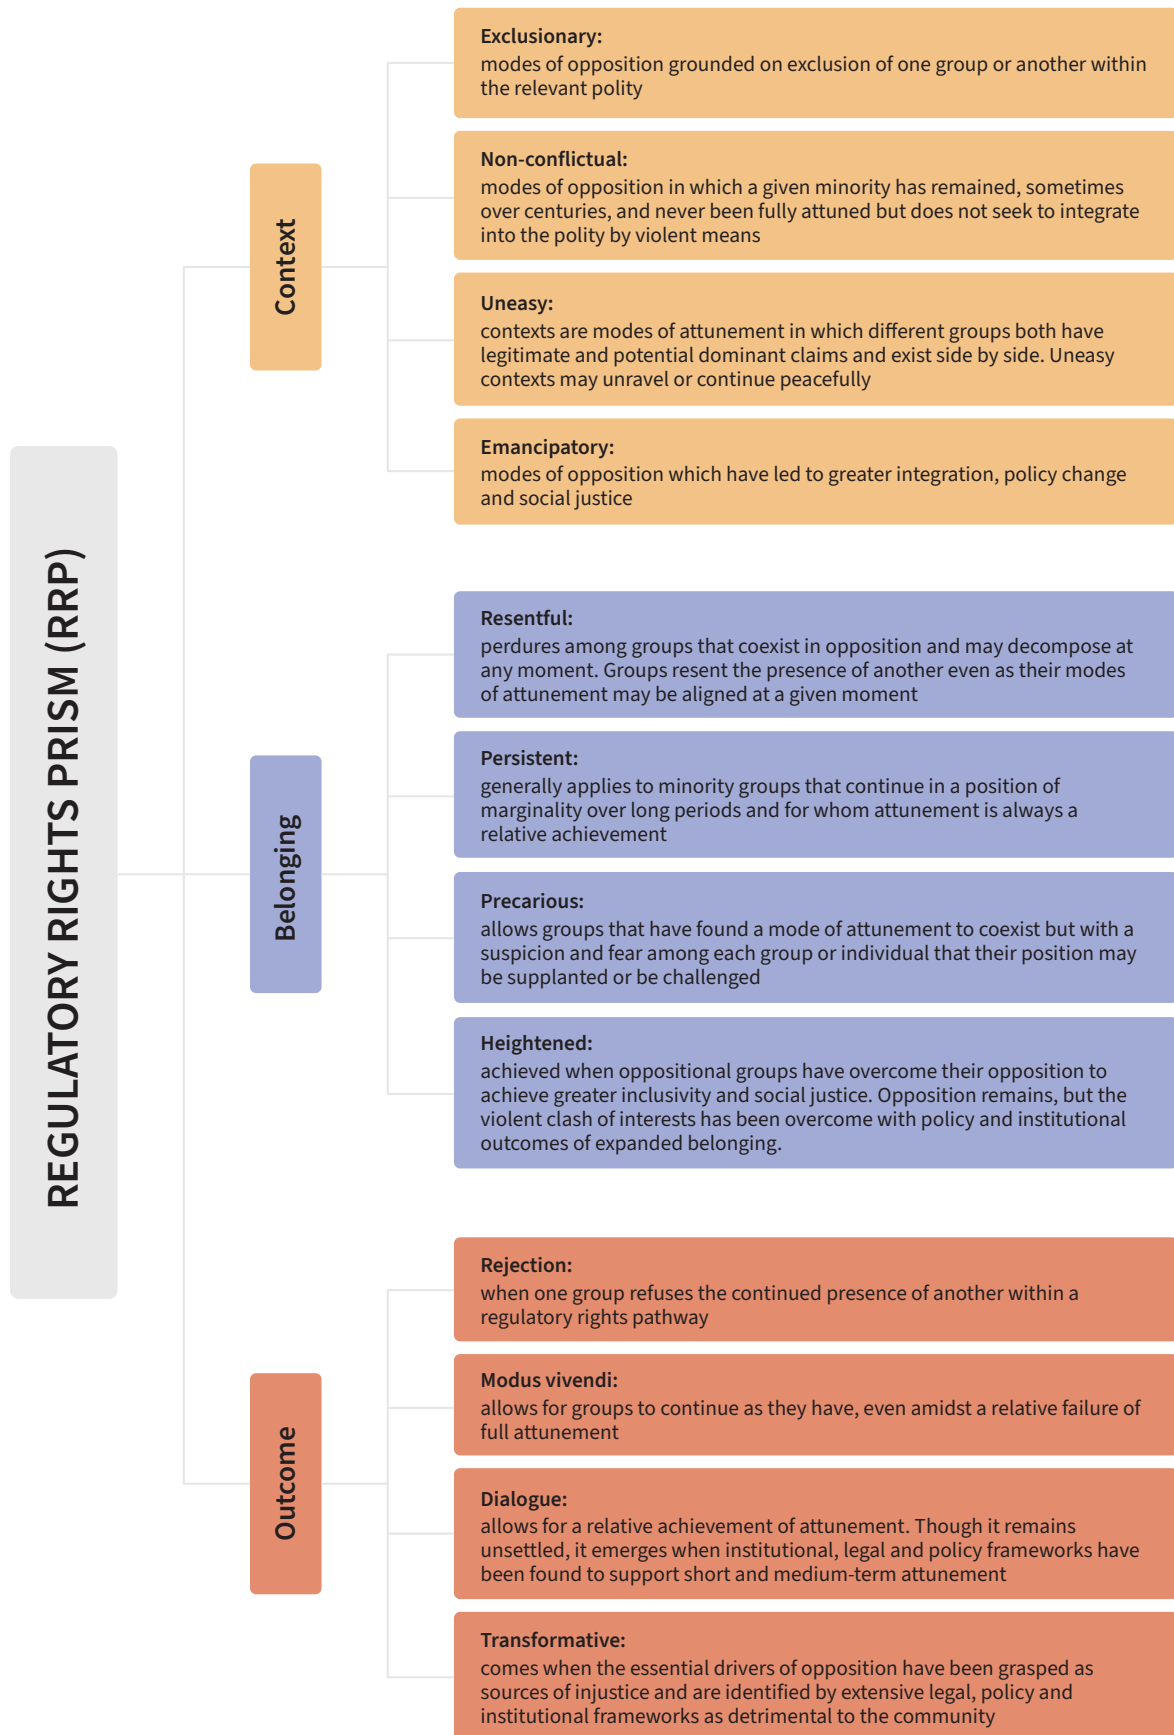 REGULATORY RIGHTS PRISM (RRP)
Context
Exclusionary:
modes of opposition grounded on exclusion of one group or another within
the relevant polity
Non-conflictual:
modes of opposition in which a given minority has remained, sometimes
over centuries, and never been fully attuned but does not seek to integrate
into the polity by violent means
Uneasy:
contexts are modes of attunement in which different groups both have
legitimate and potential dominant claims and exist side by side. Uneasy
contexts may unravel or continue peacefully
Emancipatory:
modes of opposition which have led to greater integration, policy change
and social justice
Belonging
Resentful:
perdures among groups that coexist in opposition and may decompose at
any moment. Groups resent the presence of another even as their modes
of attunement may be aligned at a given moment
Persistent:
generally applies to minority groups that continue in a position of
marginality over long periods and for whom attunement is always a
relative achievement
Precarious:
allows groups that have found a mode of attunement to coexist but with a
suspicion and fear among each group or individual that their position may
be supplanted or be challenged
Heightened:
achieved when oppositional groups have overcome their opposition to
achieve greater inclusivity and social justice. Opposition remains, but the
violent clash of interests has been overcome with policy and institutional
outcomes of expanded belonging.
Outcome
Rejection:
when one group refuses the continued presence of another within a
regulatory rights pathway
Modus vivendi:
allows for groups to continue as they have, even amidst a relative failure of
full attunement
Dialogue:
allows for a relative achievement of attunement. Though it remains
unsettled, it emerges when institutional, legal and policy frameworks have
been found to support short and medium-term attunement
Transformative:
comes when the essential drivers of opposition have been grasped as
sources of injustice and are identified by extensive legal, policy and
institutional frameworks as detrimental to the community